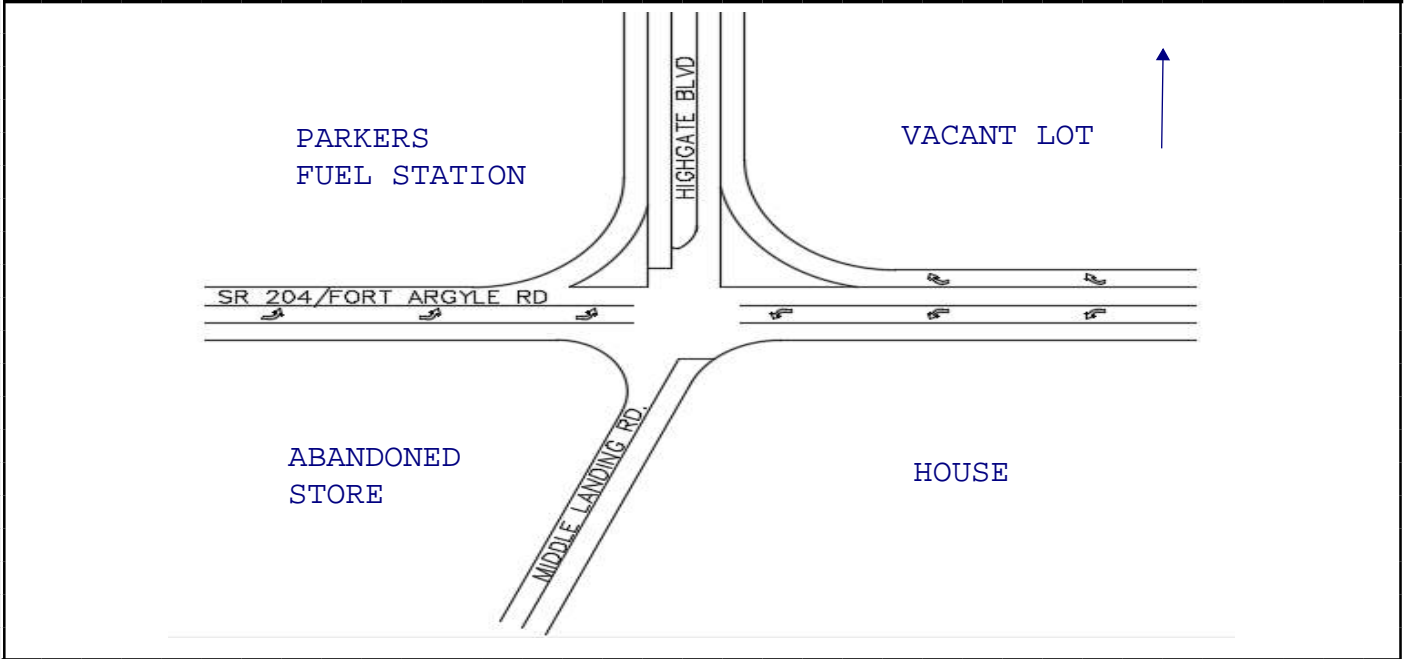 HIGHGATE BLVD
PARKERS
FUEL STATION
VACANT LOT
SR 204/FORT ARGYLE RD
MIDDLE LANDING RD.
ABANDONED
STORE
HOUSE